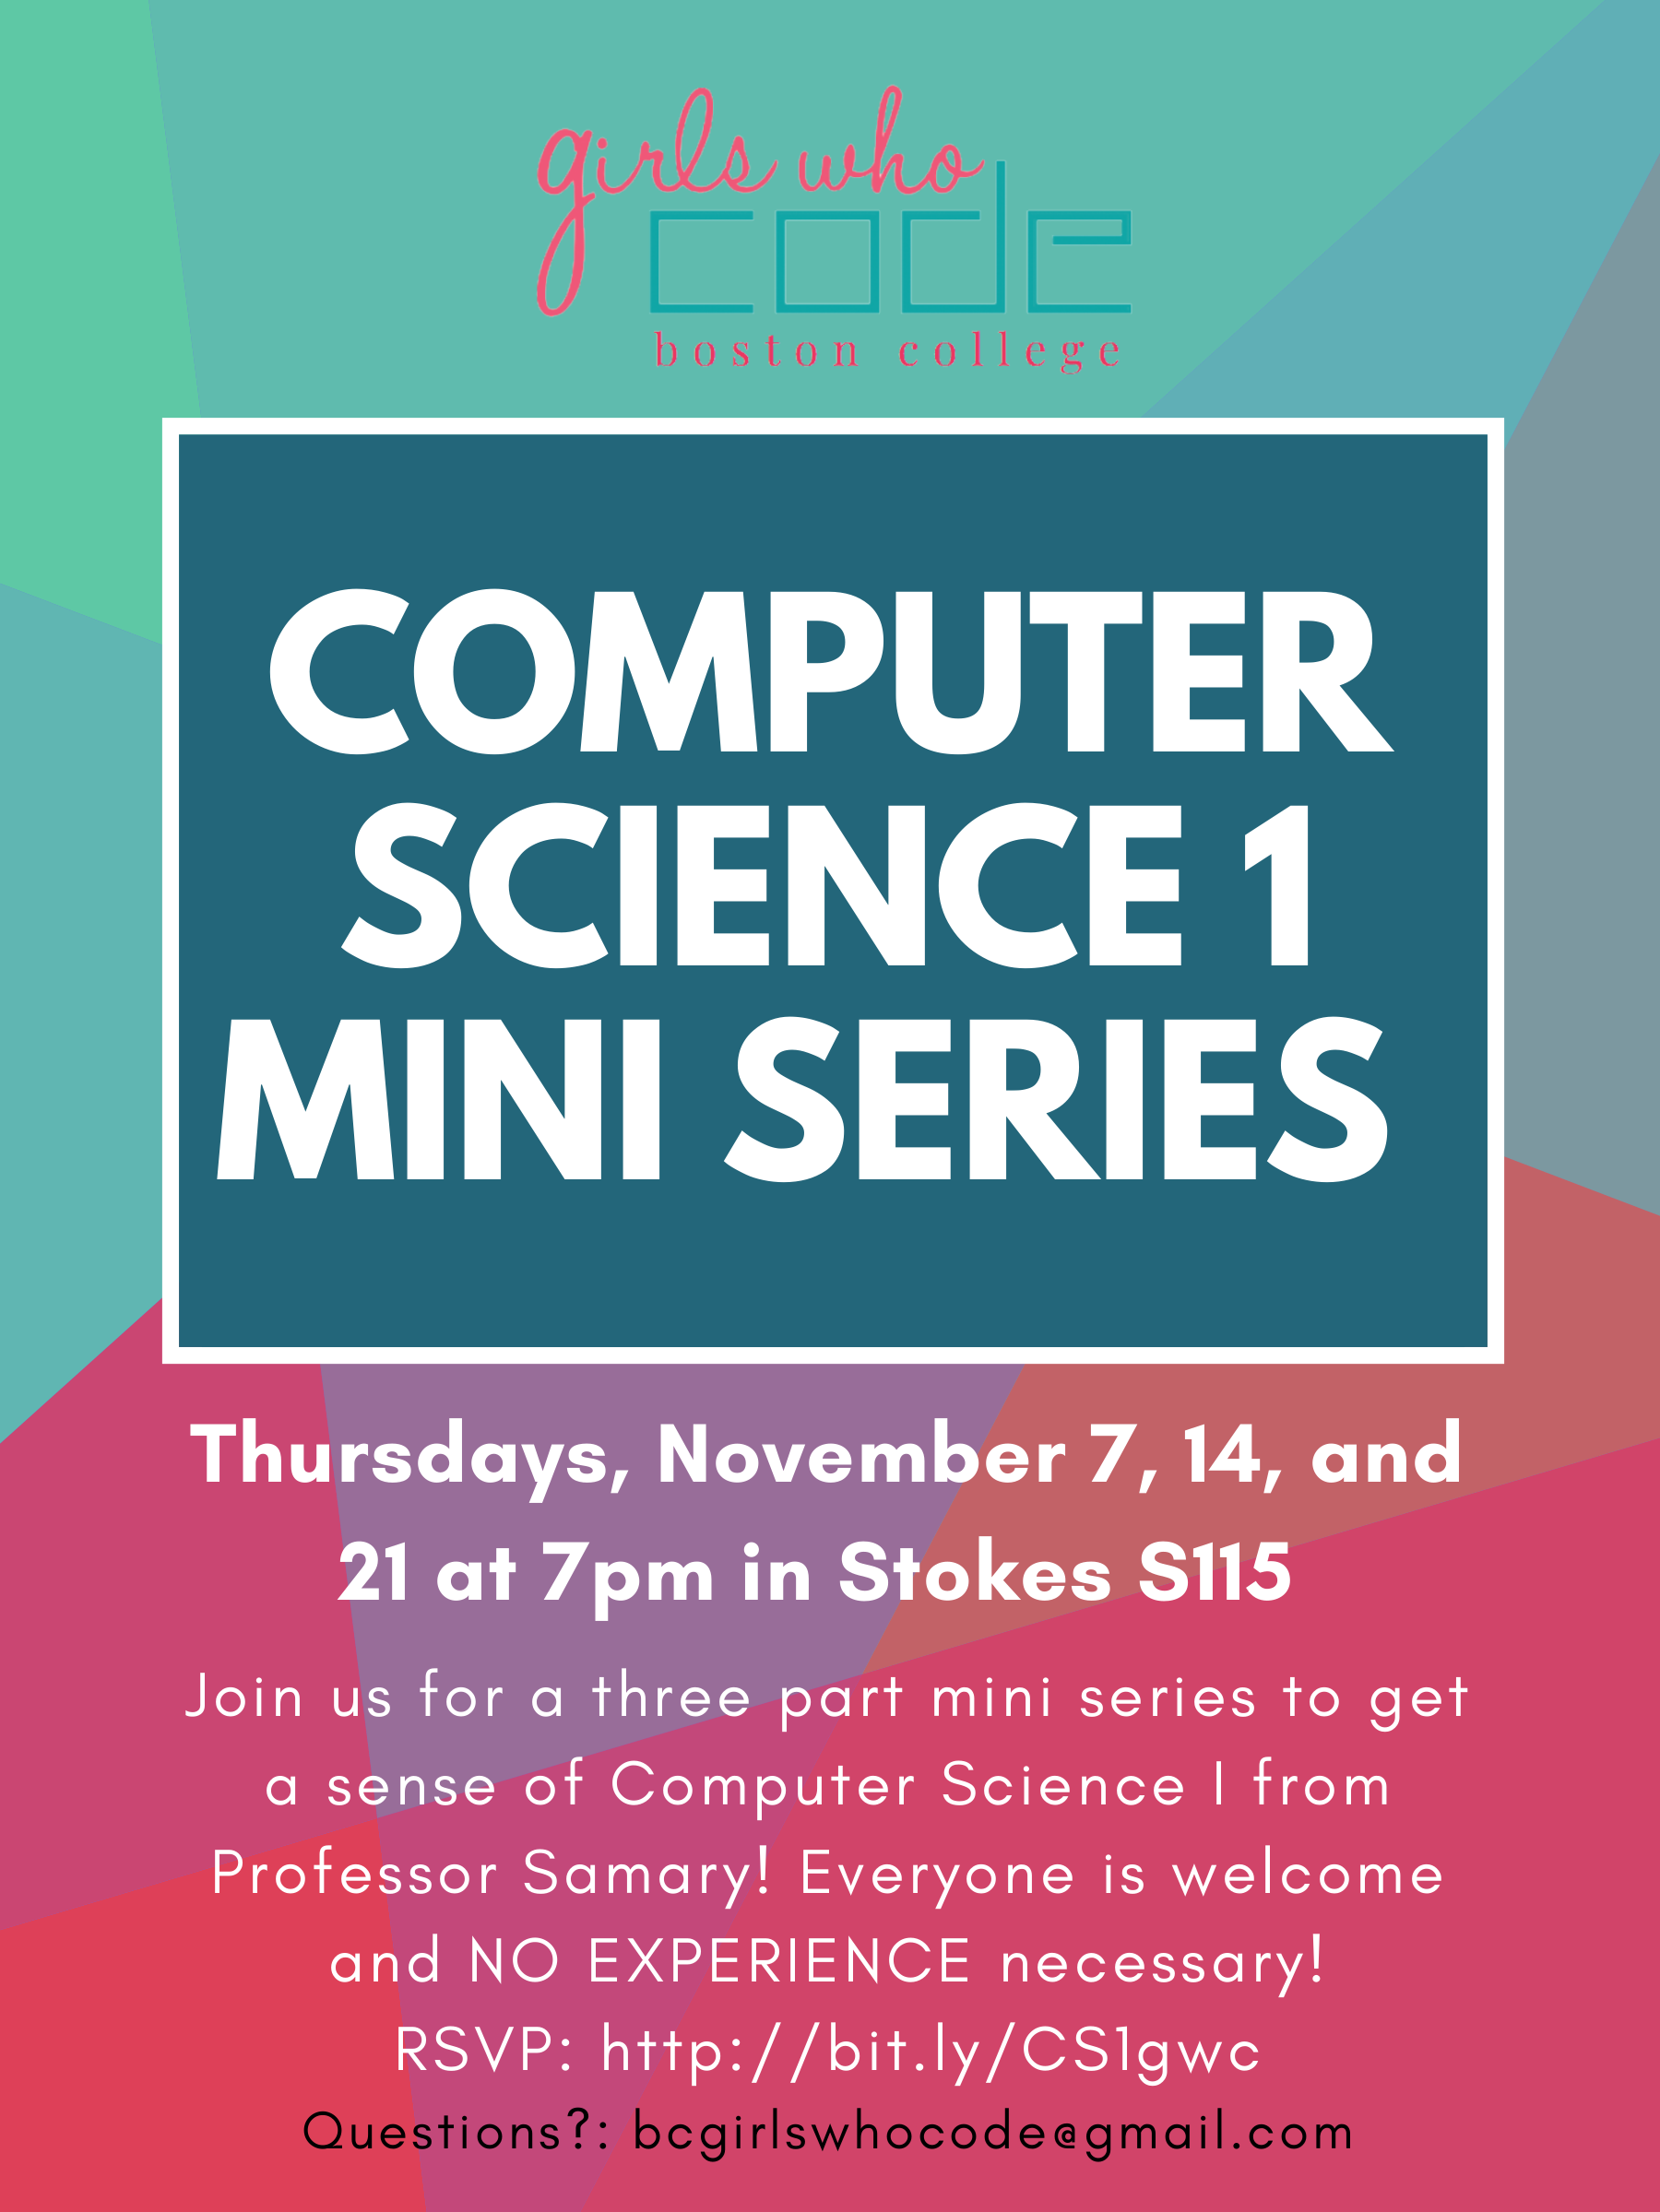 girls who
code
boston college
COMPUTER
SCIENCE 1
MINI SERIES
Thursdays, November 7, 14, and
21 at 7pm in Stokes S115
Join us for a three part mini series to get
a sense of Computer Science I from
Professor Samary! Everyone is welcome
and NO EXPERIENCE necessary!
RSVP: http://bit.ly/CS1gwc
Questions?: bcgirlswhocode@gmail.com